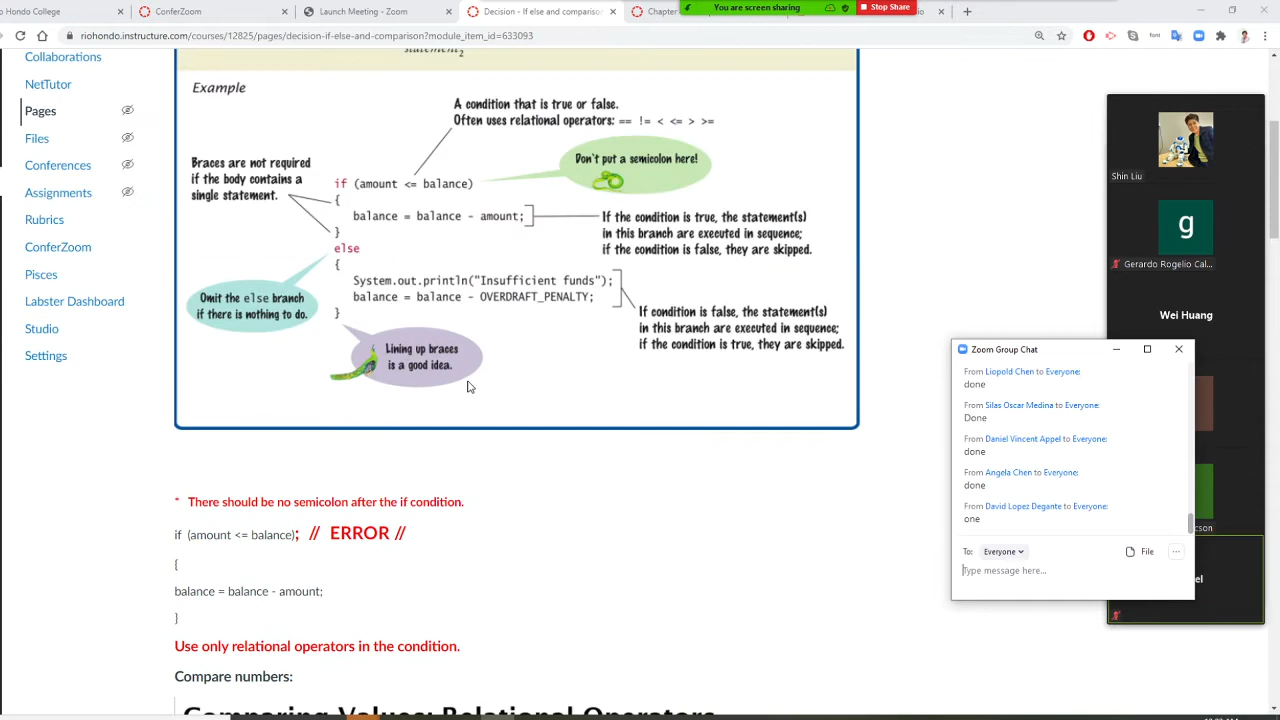 o Hondo College
ConferZoom
Launch Meeting - Zoom
Decision - If else and comparison
Chapter
You are screen sharing
Stop Share
riohondo.instructure.com/courses/12825/pages/decision-if-else-and-comparison?module_item_id=633093
Collaborations
NetTutor
Pages
Files
Conferences
Assignments
Rubrics
ConferZoom
Pisces
Labster Dashboard
Studio
Settings
statement2
Example
A condition that is true or false.
Often uses relational operators: == != < <= > >=
Don't put a semicolon here!
Braces are not required
if the body contains a
single statement.
if (amount <= balance)
{
balance = balance - amount;
}
else
{
System.out.println("Insufficient funds");
balance = balance - OVERDRAFT_PENALTY;
}
If the condition is true, the statement(s)
in this branch are executed in sequence;
if the condition is false, they are skipped.
Omit the else branch
if there is nothing to do.
If condition is false, the statement(s)
in this branch are executed in sequence;
if the condition is true, they are skipped.
Lining up braces
is a good idea.
* There should be no semicolon after the if condition.
if (amount <= balance); // ERROR //
{
balance = balance - amount;
}
Use only relational operators in the condition.
Compare numbers:
Comparing Values: Relational Operators
Shin Liu
g
Gerardo Rogelio Cal...
Wei Huang
Zoom Group Chat
From Liopold Chen to Everyone:
done
From Silas Oscar Medina to Everyone:
Done
From Daniel Vincent Appel to Everyone:
done
From Angela Chen to Everyone:
done
From David Lopez Degante to Everyone:
one
To: Everyone
File
Type message here...